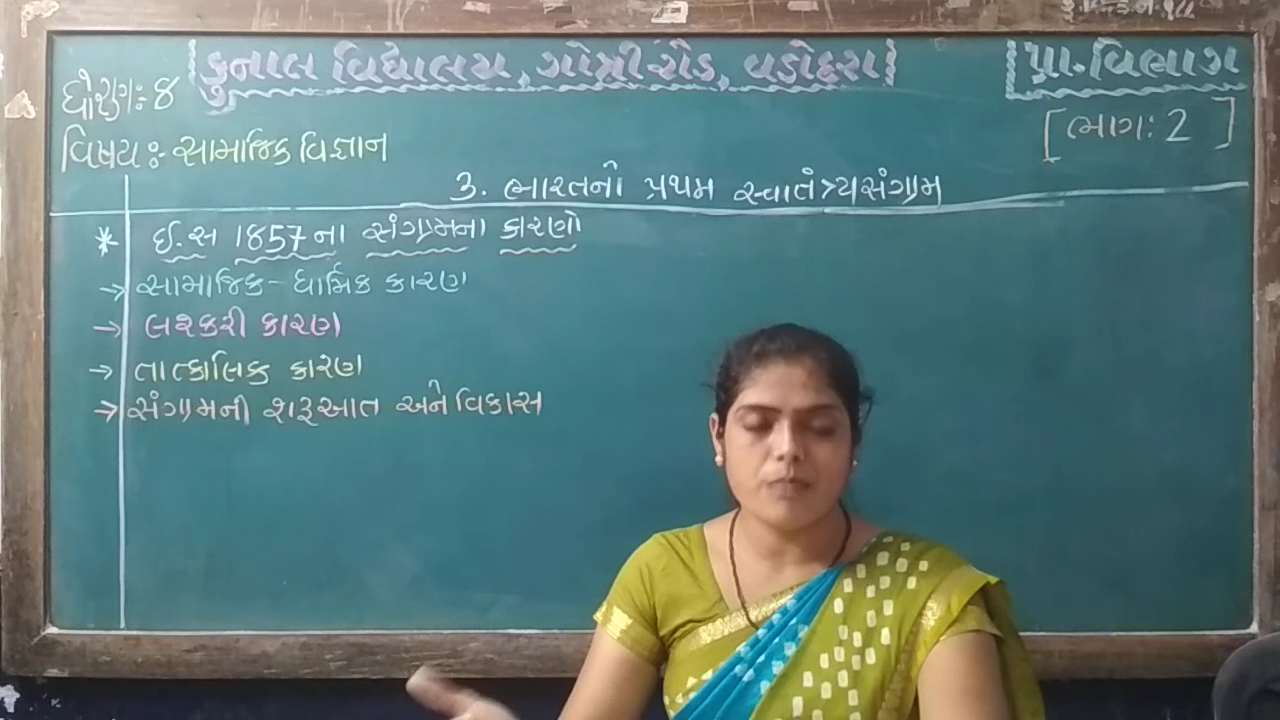 કુનાલ વિદ્યાલય, ગોત્રી રોડ, વડોદરા
પ્રા. વિભાગ
ધોરણ:- ૪
[ભાગ: 2]
વિષય:- સામાજિક વિજ્ઞાન
3. ભારતનો પ્રથમ સ્વાતંત્ર્યસંગ્રામ
* ઈ.સ 1857 ના સંગ્રામના કારણો
→ સામાજિક - ધાર્મિક કારણ
→ લશ્કરી કારણ
→ તાત્કાલિક કારણ
→ સંગ્રામની શરૂઆત અને વિકાસ